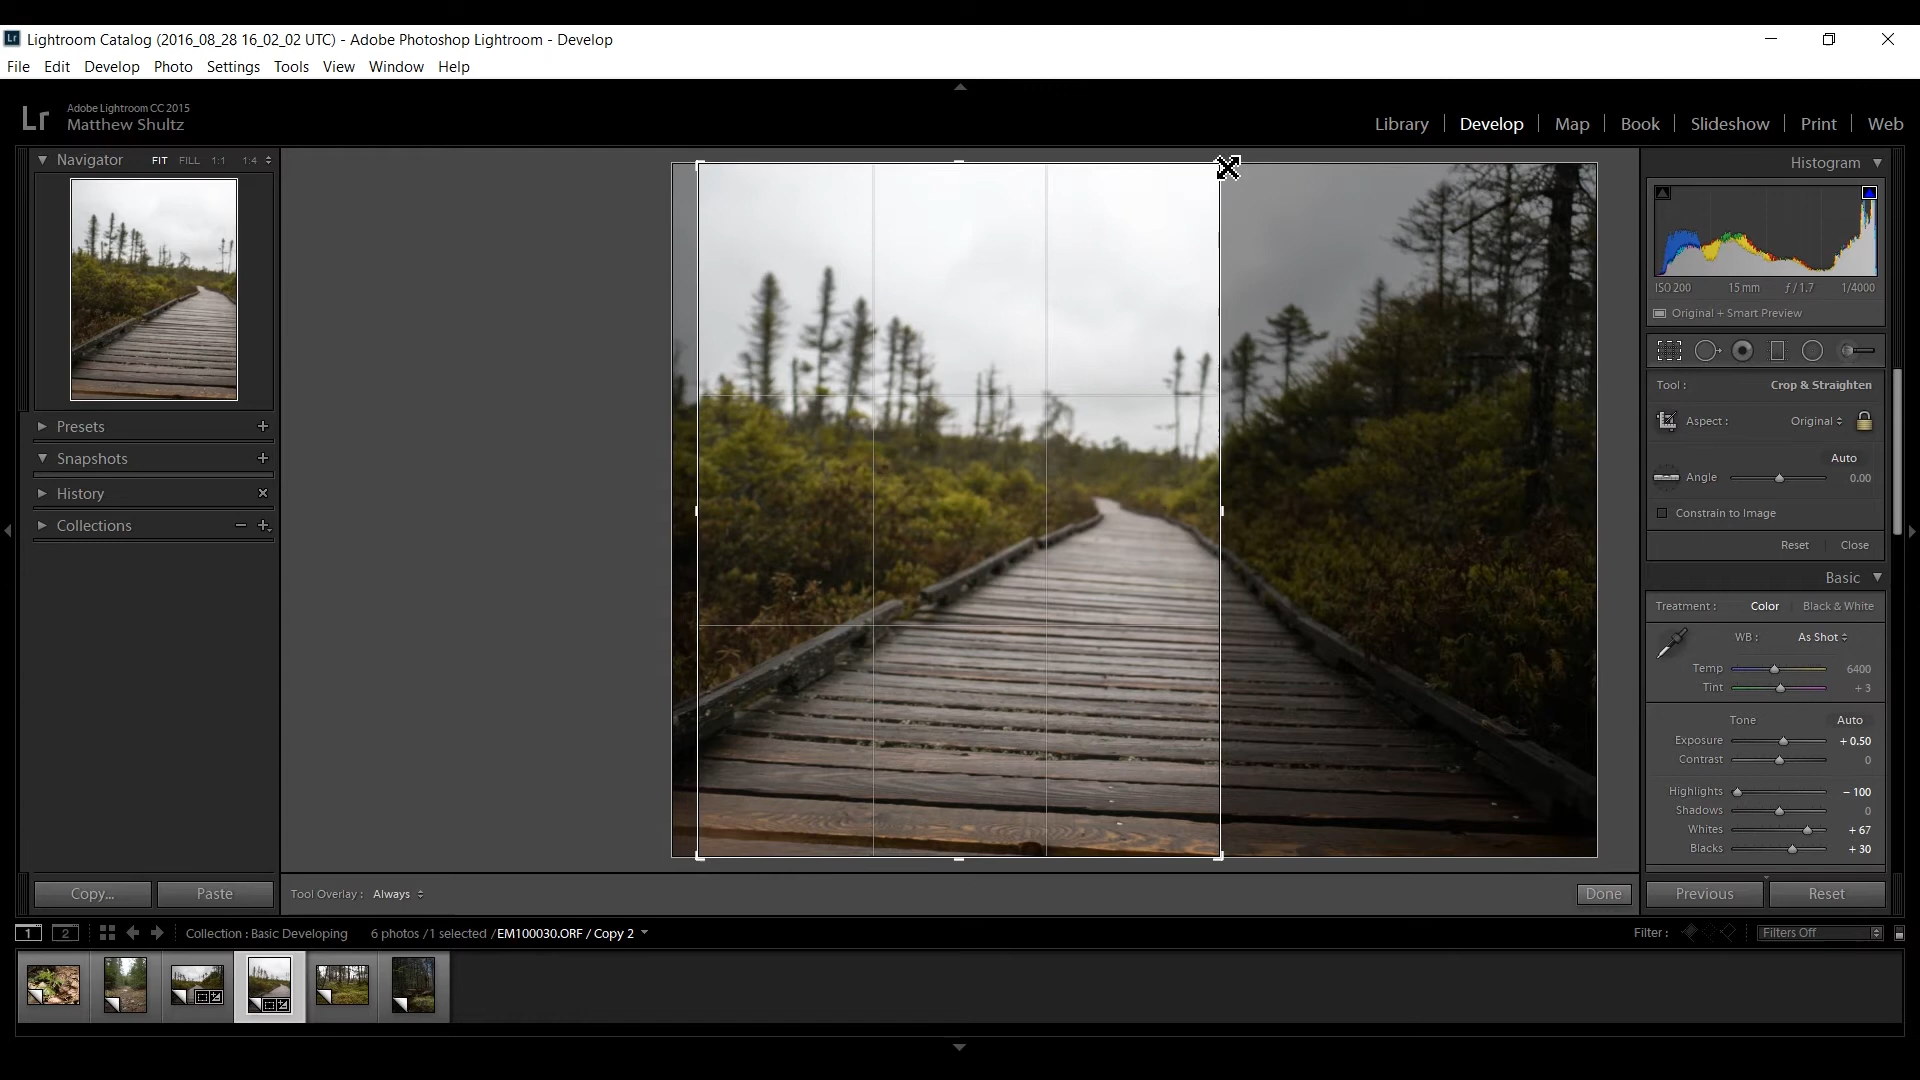 Lr Lightroom Catalog (2016_08_28 16_02_02 UTC) - Adobe Photoshop Lightroom - Develop
File Edit Develop Photo Settings Tools View Window Help
Lr Adobe Lightroom CC 2015
Matthew Shultz
Library Develop Map Book Slideshow Print Web
Navigator FIT FILL 1:1 1:4
Presets
Snapshots
History
Collections
Copy... Paste
Tool Overlay : Always
Done
Histogram
ISO 200 15 mm ƒ / 1.7 1/4000
Original + Smart Preview
Tool : Crop & Straighten
Aspect : Original
Auto
Angle 0.00
Constrain to Image
Reset Close
Basic
Treatment : Color Black & White
WB : As Shot
Temp 6400
Tint + 3
Tone Auto
Exposure + 0.50
Contrast 0
Highlights − 100
Shadows 0
Whites + 67
Blacks + 30
Previous Reset
1 2 Collection : Basic Developing 6 photos / 1 selected / EM100030.ORF / Copy 2
Filter : Filters Off